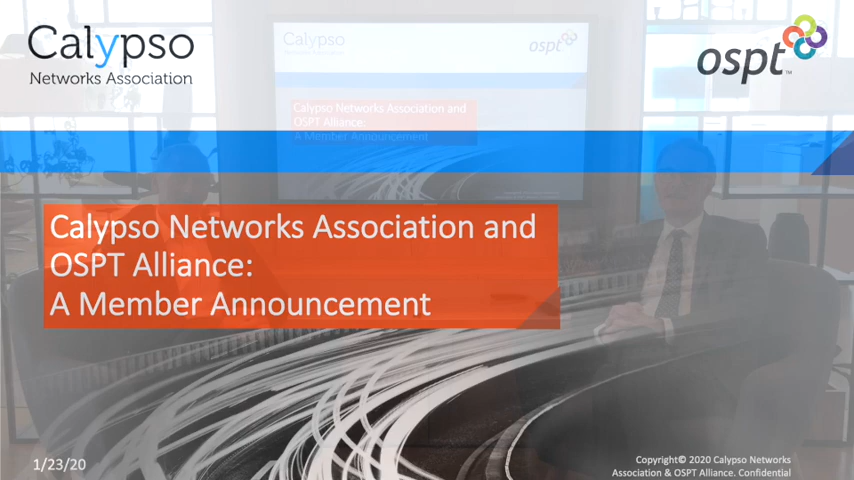 Calypso
Networks Association
ospt™
Calypso
ospt
Calypso Networks Association and
OSPT Alliance:
A Member Announcement
Calypso Networks Association and
OSPT Alliance:
A Member Announcement
1/23/20
Copyright© 2020 Calypso Networks
Association & OSPT Alliance. Confidential